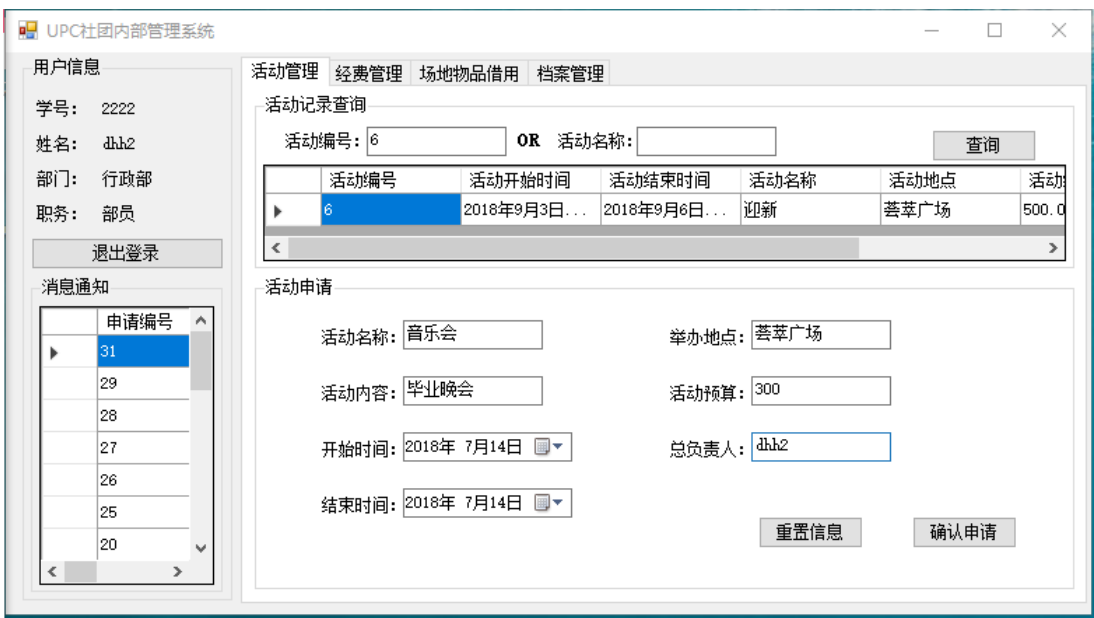 UPC社团内部管理系统
用户信息
学号: 2222
姓名: dhh2
部门: 行政部
职务: 部员
退出登录
消息通知
申请编号
31
29
28
27
26
25
20
活动管理 经费管理 场地物品借用 档案管理
活动记录查询
活动编号: 6 OR 活动名称: 查询
活动编号 活动开始时间 活动结束时间 活动名称 活动地点 活动
6 2018年9月3日... 2018年9月6日... 迎新 荟萃广场 500.0
活动申请
活动名称: 音乐会 举办地点: 荟萃广场
活动内容: 毕业晚会 活动预算: 300
开始时间: 2018年 7月14日 总负责人: dhh2
结束时间: 2018年 7月14日
重置信息 确认申请